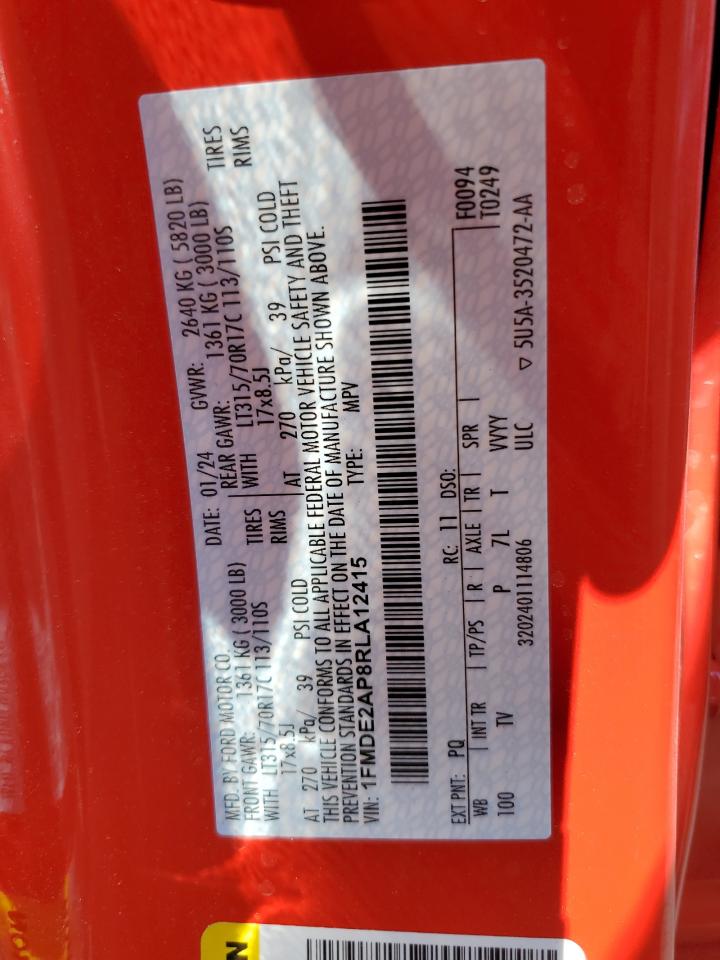 MFD. BY FORD MOTOR CO.
DATE: 01/24 GVWR: 2640 KG ( 5820 LB)
FRONT GAWR: 1361 KG ( 3000 LB) REAR GAWR: 1361 KG ( 3000 LB)
WITH LT315/70R17C 113/110S TIRES WITH LT315/70R17C 113/110S TIRES
17x8.5J RIMS 17x8.5J RIMS
AT 270 kPa/ 39 PSI COLD AT 270 kPa/ 39 PSI COLD
THIS VEHICLE CONFORMS TO ALL APPLICABLE FEDERAL MOTOR VEHICLE SAFETY AND THEFT
PREVENTION STANDARDS IN EFFECT ON THE DATE OF MANUFACTURE SHOWN ABOVE.
VIN: 1FMDE2AP8RLA12415 TYPE: MPV
EXT PNT: PQ RC: 11 DSO: F0094
WB INT TR TP/PS R AXLE TR SPR T0249
100 TV P 7L T VVYY
3202401114806 ULC ▽ 5U5A-3520472-AA
N